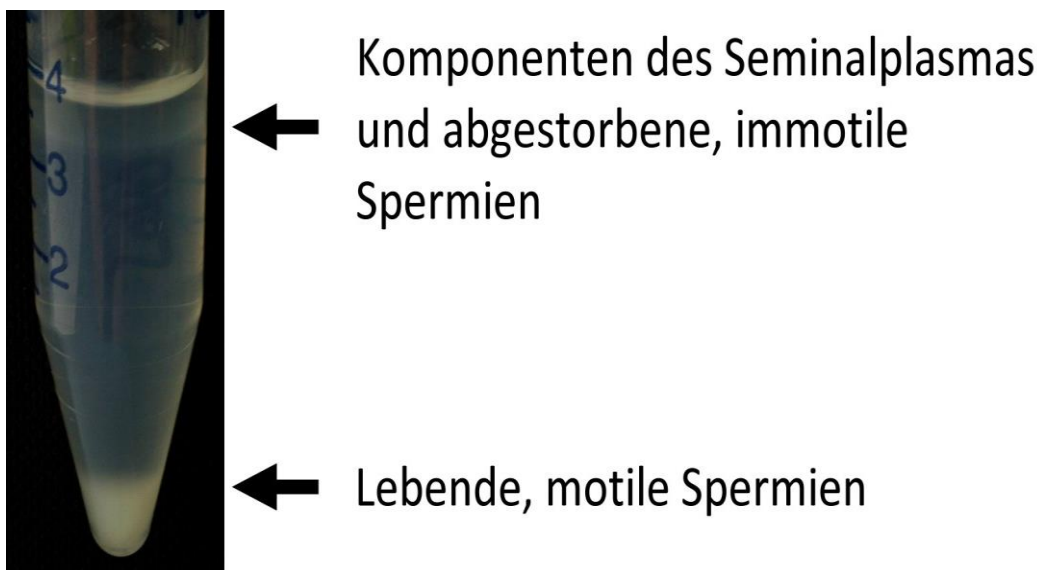 Komponenten des Seminalplasmas
und abgestorbene, immotile
Spermien
4
3
2
Lebende, motile Spermien